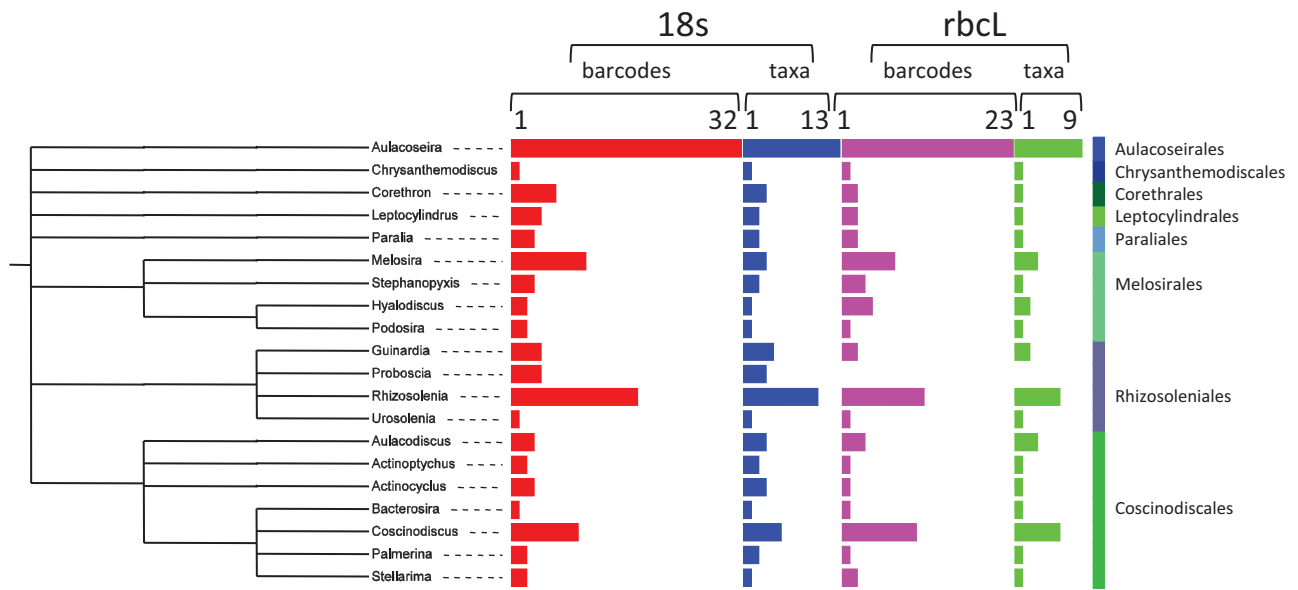 18s rbcL
barcodes taxa barcodes taxa
1 32 1 13 1 23 1 9
Aulacoseira Aulacoseirales
Chrysanthemodiscus Chrysanthemodiscales
Corethron Corethrales
Leptocylindrus Leptocylindrales
Paralia Paraliales
Melosira
Stephanopyxis Melosirales
Hyalodiscus
Podosira
Guinardia
Proboscia
Rhizosolenia Rhizosoleniales
Urosolenia
Aulacodiscus
Actinoptychus
Actinocyclus
Bacterosira Coscinodiscales
Coscinodiscus
Palmerina
Stellarima